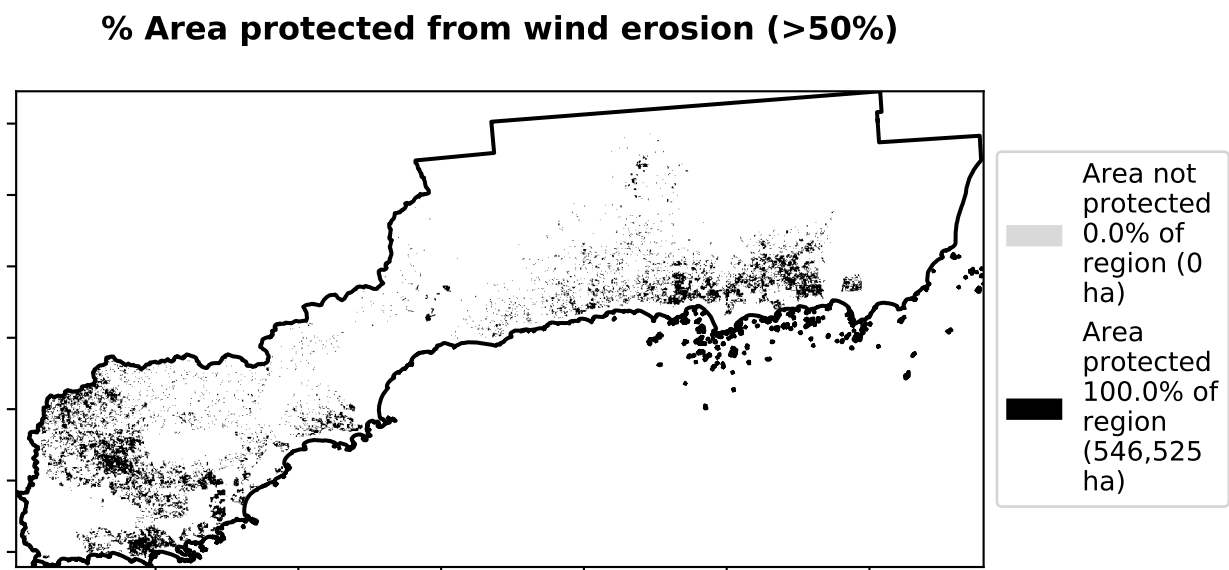 % Area protected from wind erosion (>50%)
Area not
protected
0.0% of
region (0
ha)
Area
protected
100.0% of
region
(546,525
ha)